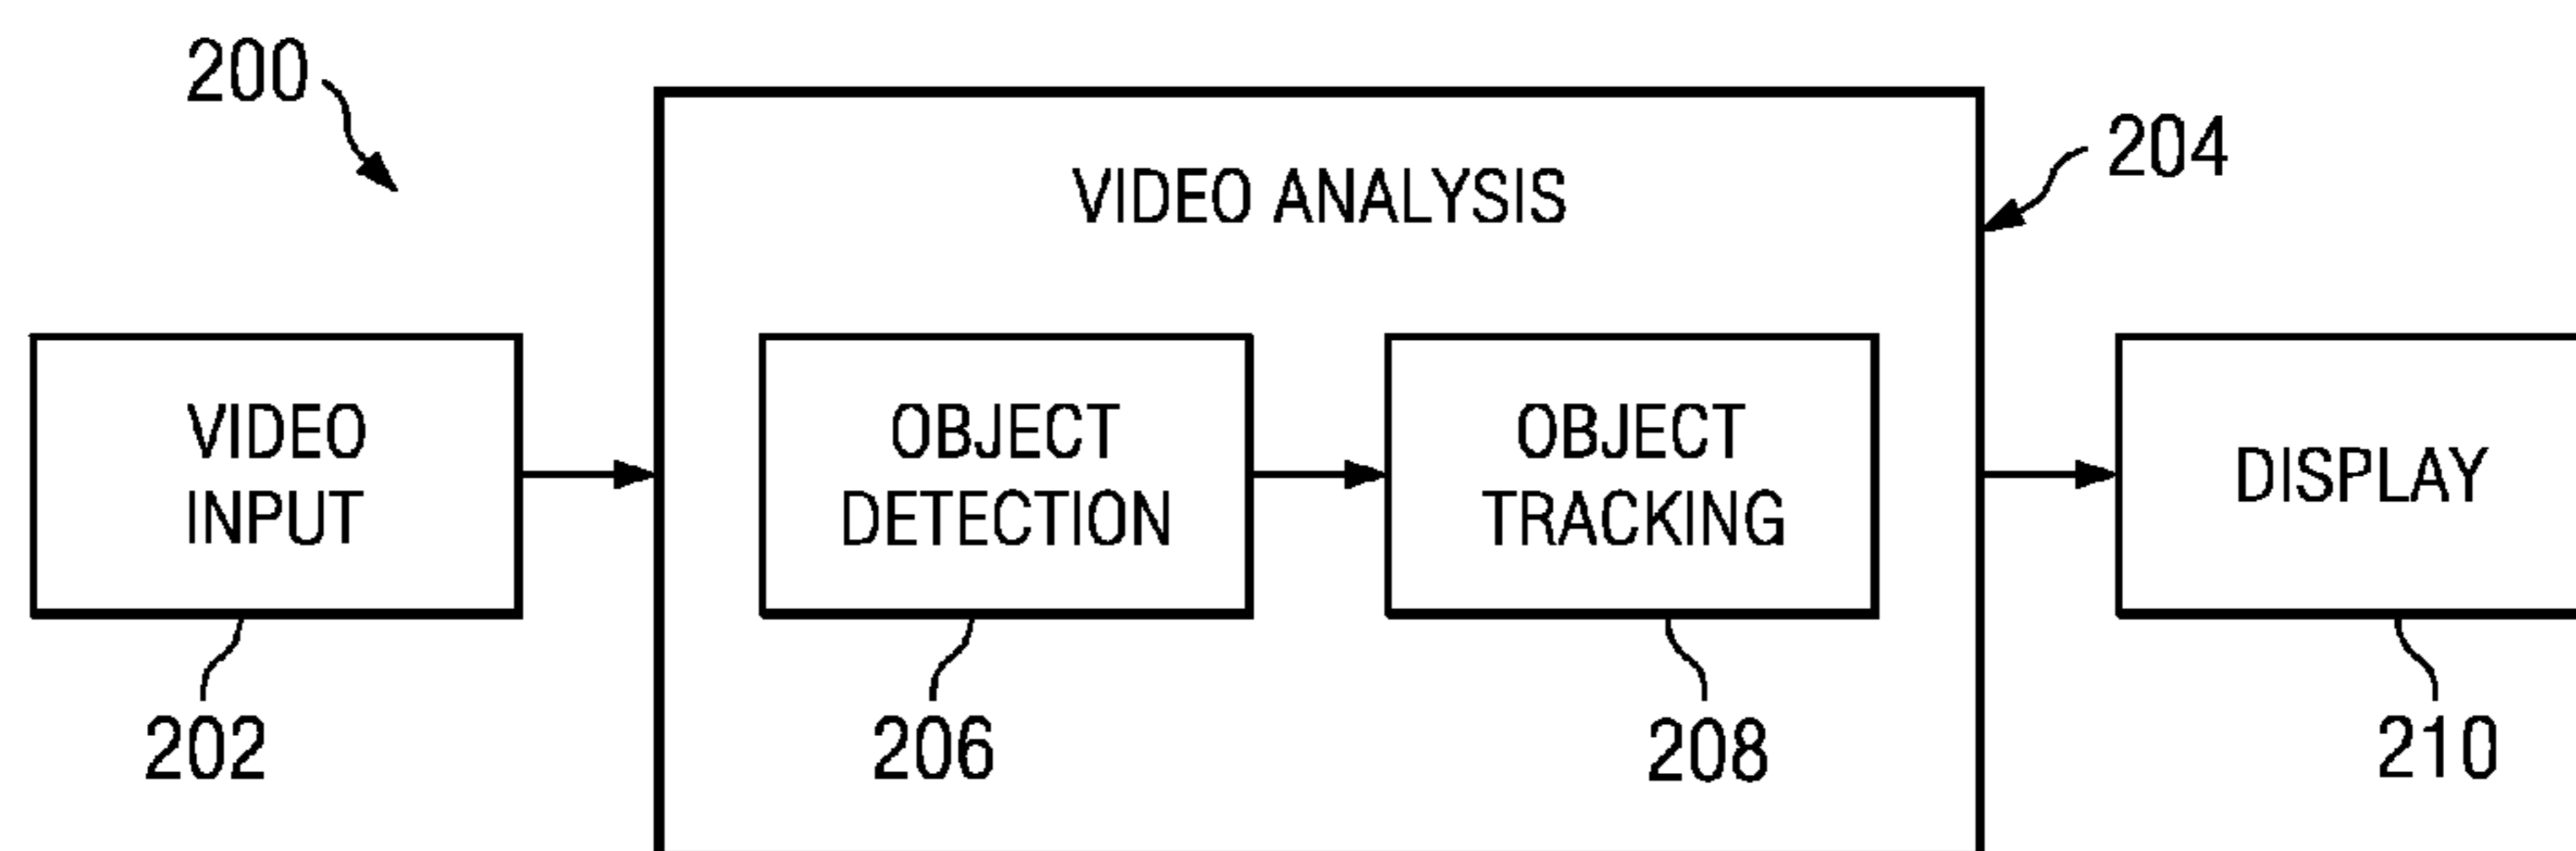 200
204
VIDEO ANALYSIS
VIDEO
INPUT
OBJECT
DETECTION
OBJECT
TRACKING
DISPLAY
202
206
208
210